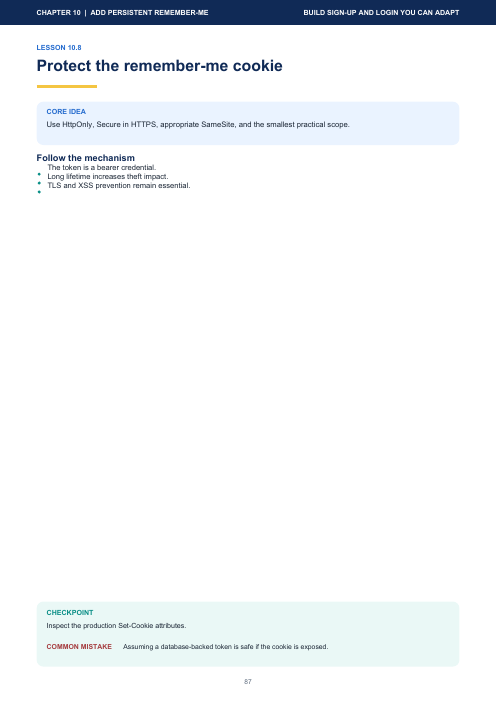 CHAPTER 10 | ADD PERSISTENT REMEMBER-ME
BUILD SIGN-UP AND LOGIN YOU CAN ADAPT
LESSON 10.8
Protect the remember-me cookie
CORE IDEA
Use HttpOnly, Secure in HTTPS, appropriate SameSite, and the smallest practical scope.
Follow the mechanism
The token is a bearer credential.
Long lifetime increases theft impact.
TLS and XSS prevention remain essential.
CHECKPOINT
Inspect the production Set-Cookie attributes.
COMMON MISTAKE Assuming a database-backed token is safe if the cookie is exposed.
87